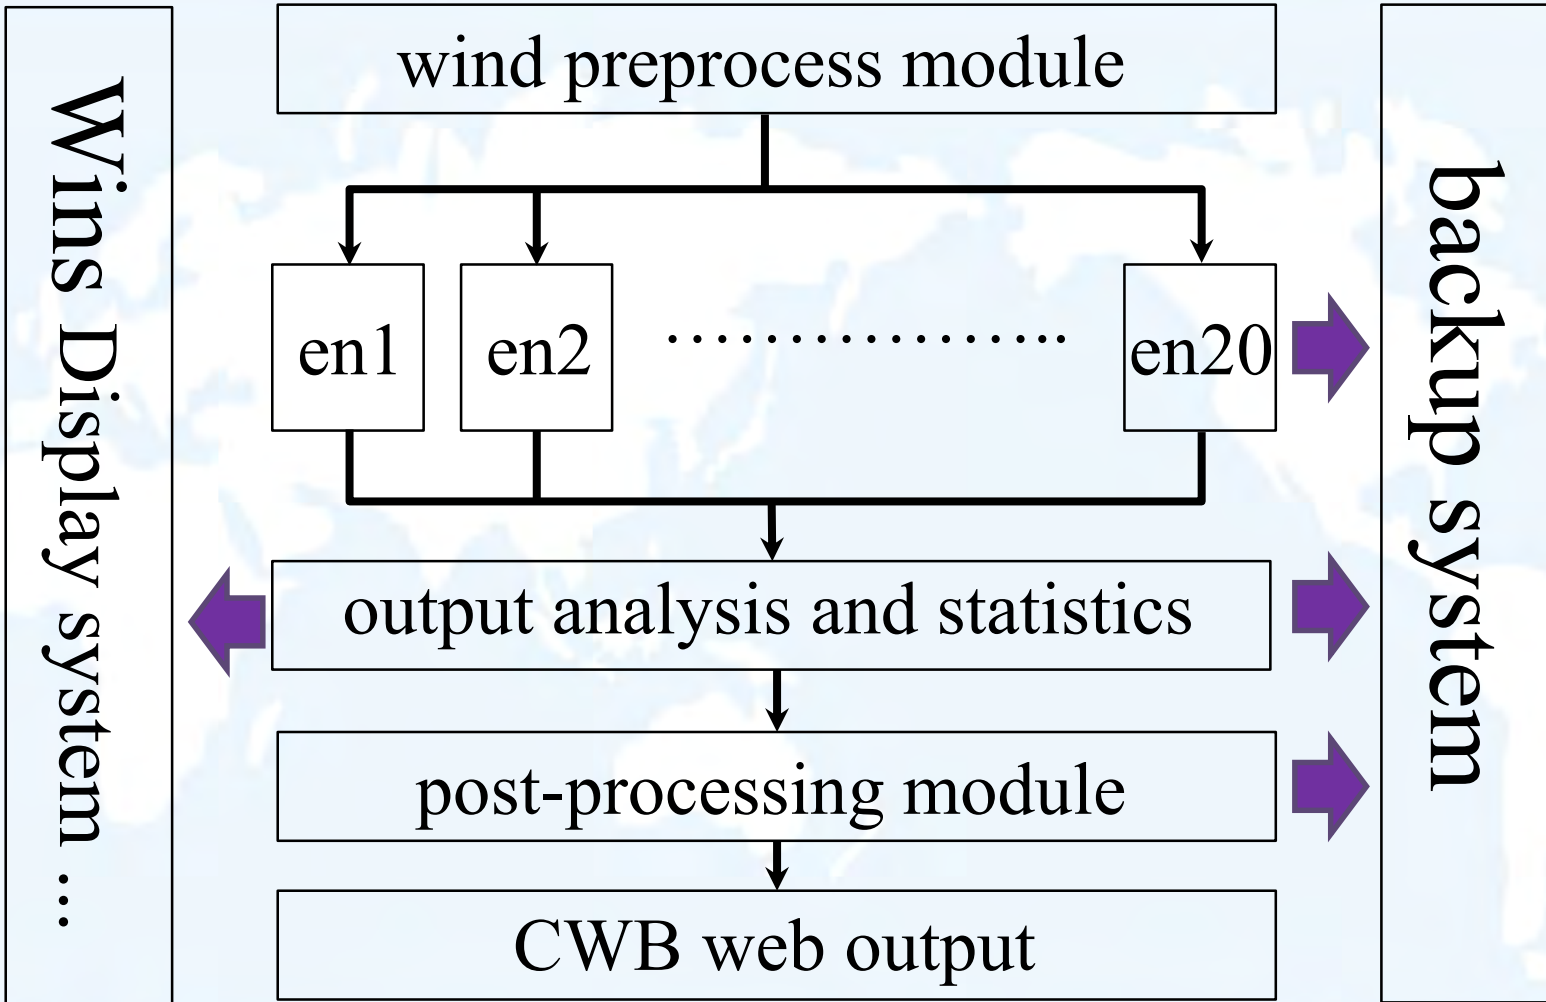 Wins Display system ...
wind preprocess module
en1 en2 .................. en20
output analysis and statistics
post-processing module
CWB web output
backup system